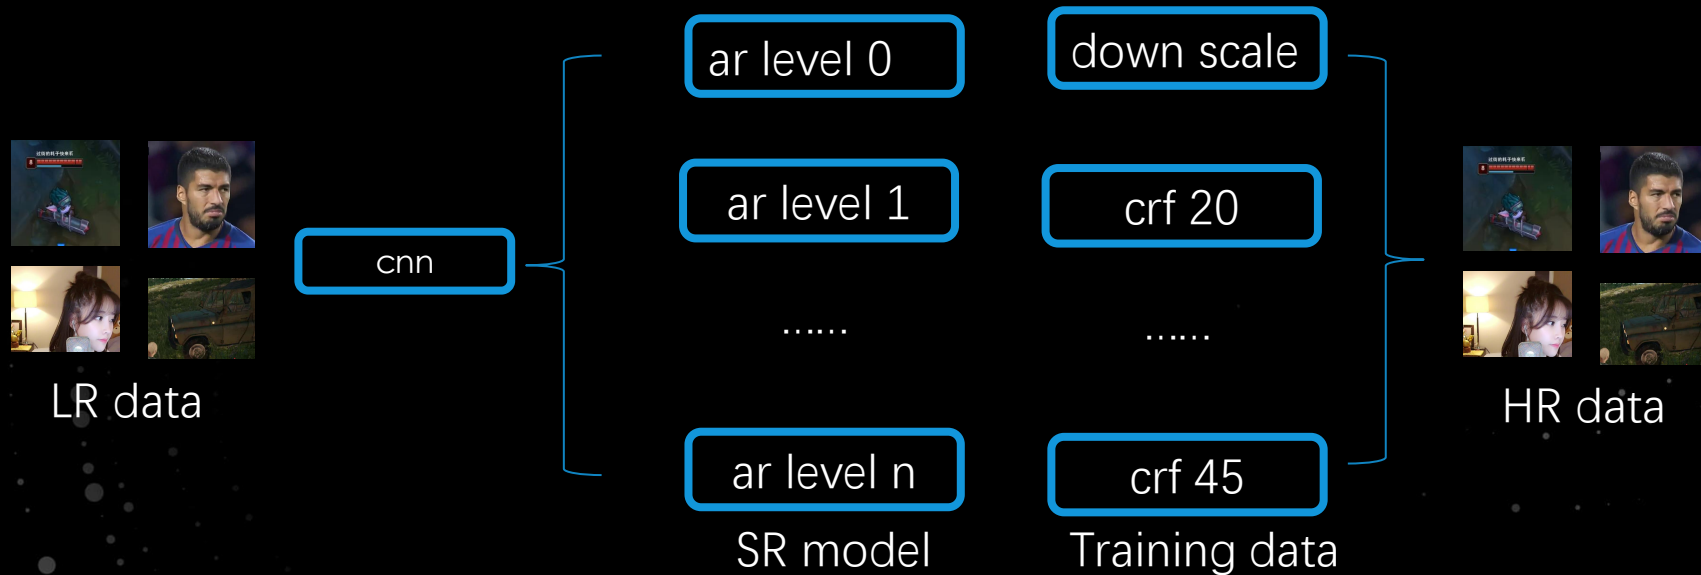 ar level 0
down scale
ar level 1
crf 20
cnn
……
……
LR data
HR data
ar level n
crf 45
SR model
Training data